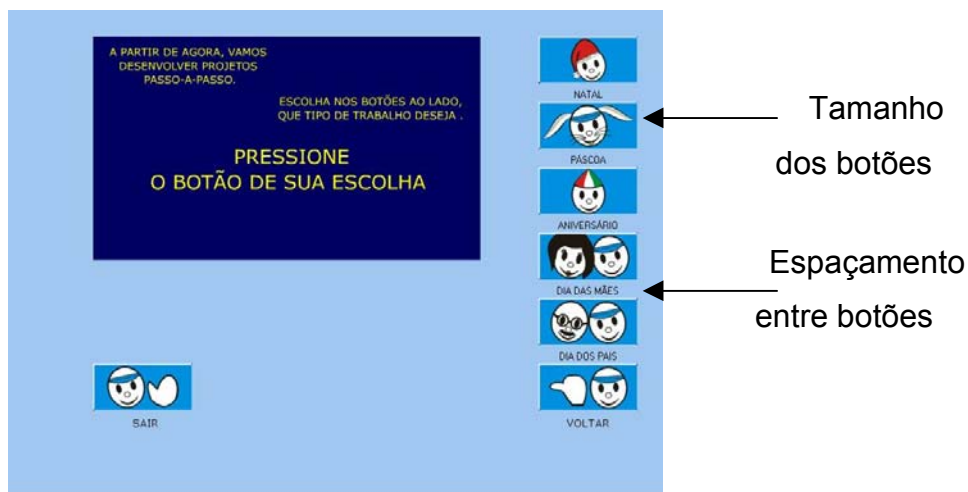 A PARTIR DE AGORA, VAMOS
DESENVOLVER PROJETOS
PASSO-A-PASSO.
ESCOLHA NOS BOTÕES AO LADO,
QUE TIPO DE TRABALHO DESEJA .
PRESSIONE
O BOTÃO DE SUA ESCOLHA
NATAL
PÁSCOA
ANIVERSÁRIO
DIA DAS MÃES
DIA DOS PAIS
VOLTAR
SAIR
Tamanho
dos botões
Espaçamento
entre botões